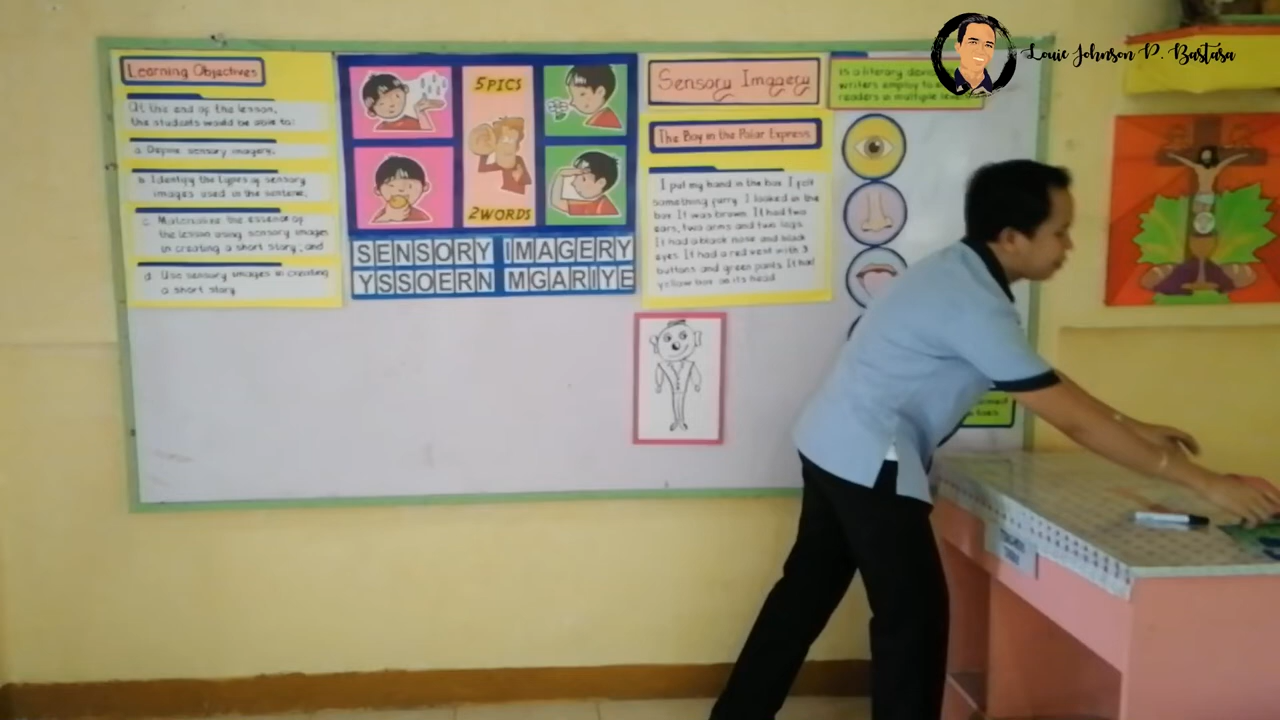 Learning Objectives
At the end of the lesson,
the students would be able to:
a. Define sensory imagery.
b. Identify the types of sensory
images used in the sentence.
c. Materialize the essence of
the lesson using sensory images
in creating a short story; and
d. Use sensory images in creating
a short story
5PICS
2WORDS
SENSORY IMAGERY
YSSOERN MGARIYE
Sensory Imagery
The Boy in the Polar Express
I put my hand in the box. I felt
something furry. I looked in the
box. It was brown. It had two
ears, two arms and two legs.
It had a black nose and black
eyes. It had a red vest with 3
buttons and green pants. It had
yellow box on its head.
is a literary
writers employ to
readers in multiple
Louie Johnson P. Bastasa